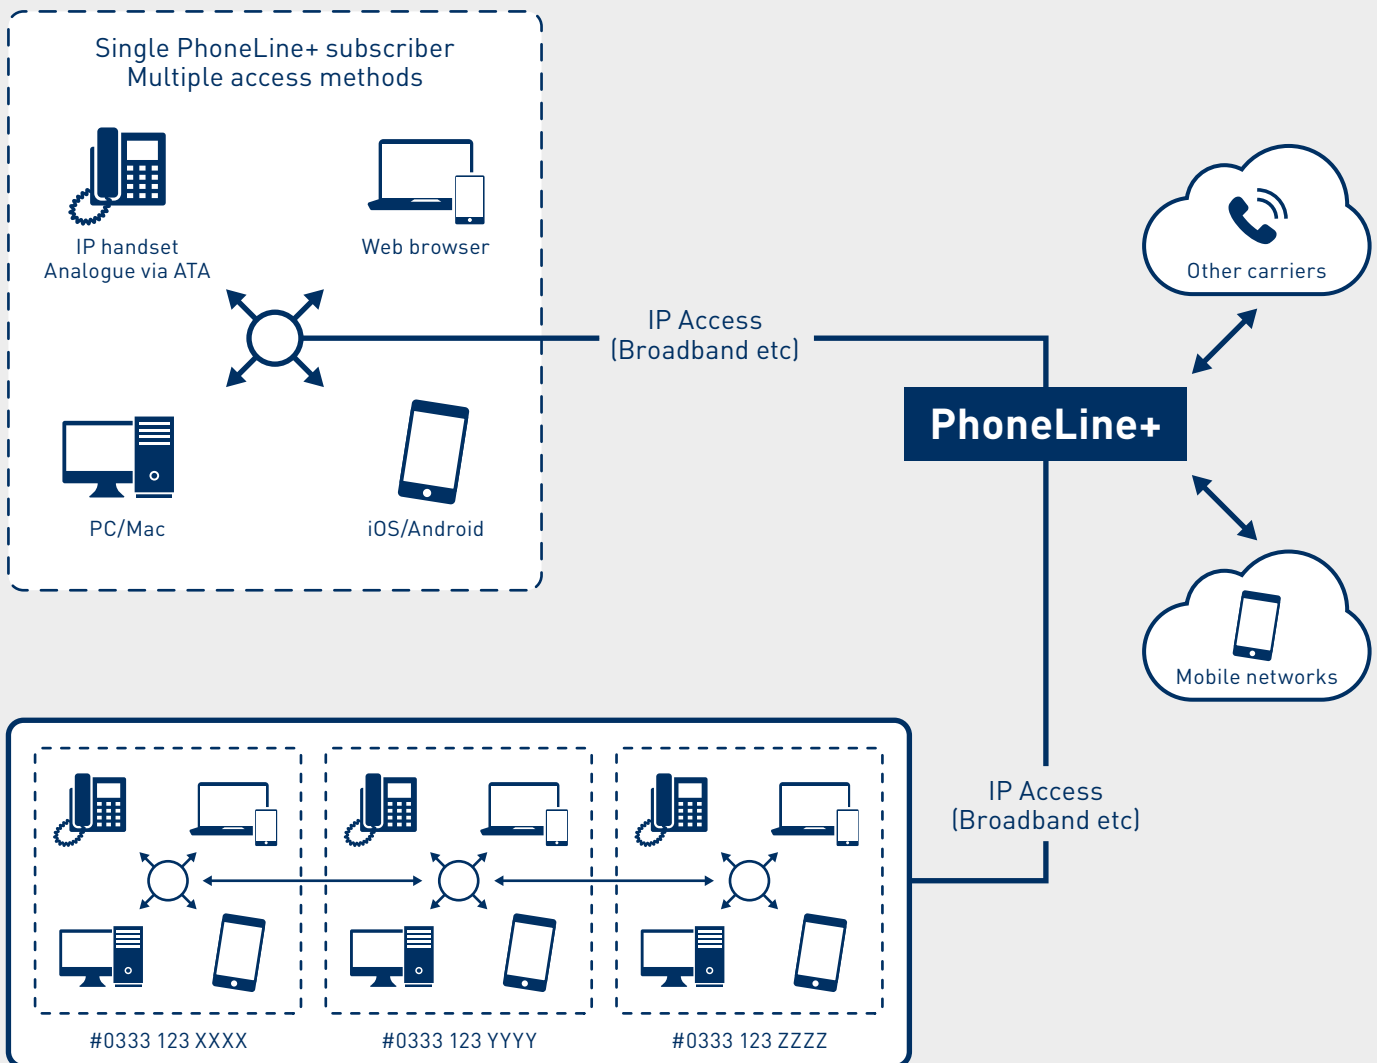 Single PhoneLine+ subscriber
Multiple access methods
IP handset
Analogue via ATA
Web browser
PC/Mac
iOS/Android
IP Access
(Broadband etc)
PhoneLine+
Other carriers
Mobile networks
IP Access
(Broadband etc)
#0333 123 XXXX
#0333 123 YYYY
#0333 123 ZZZZ